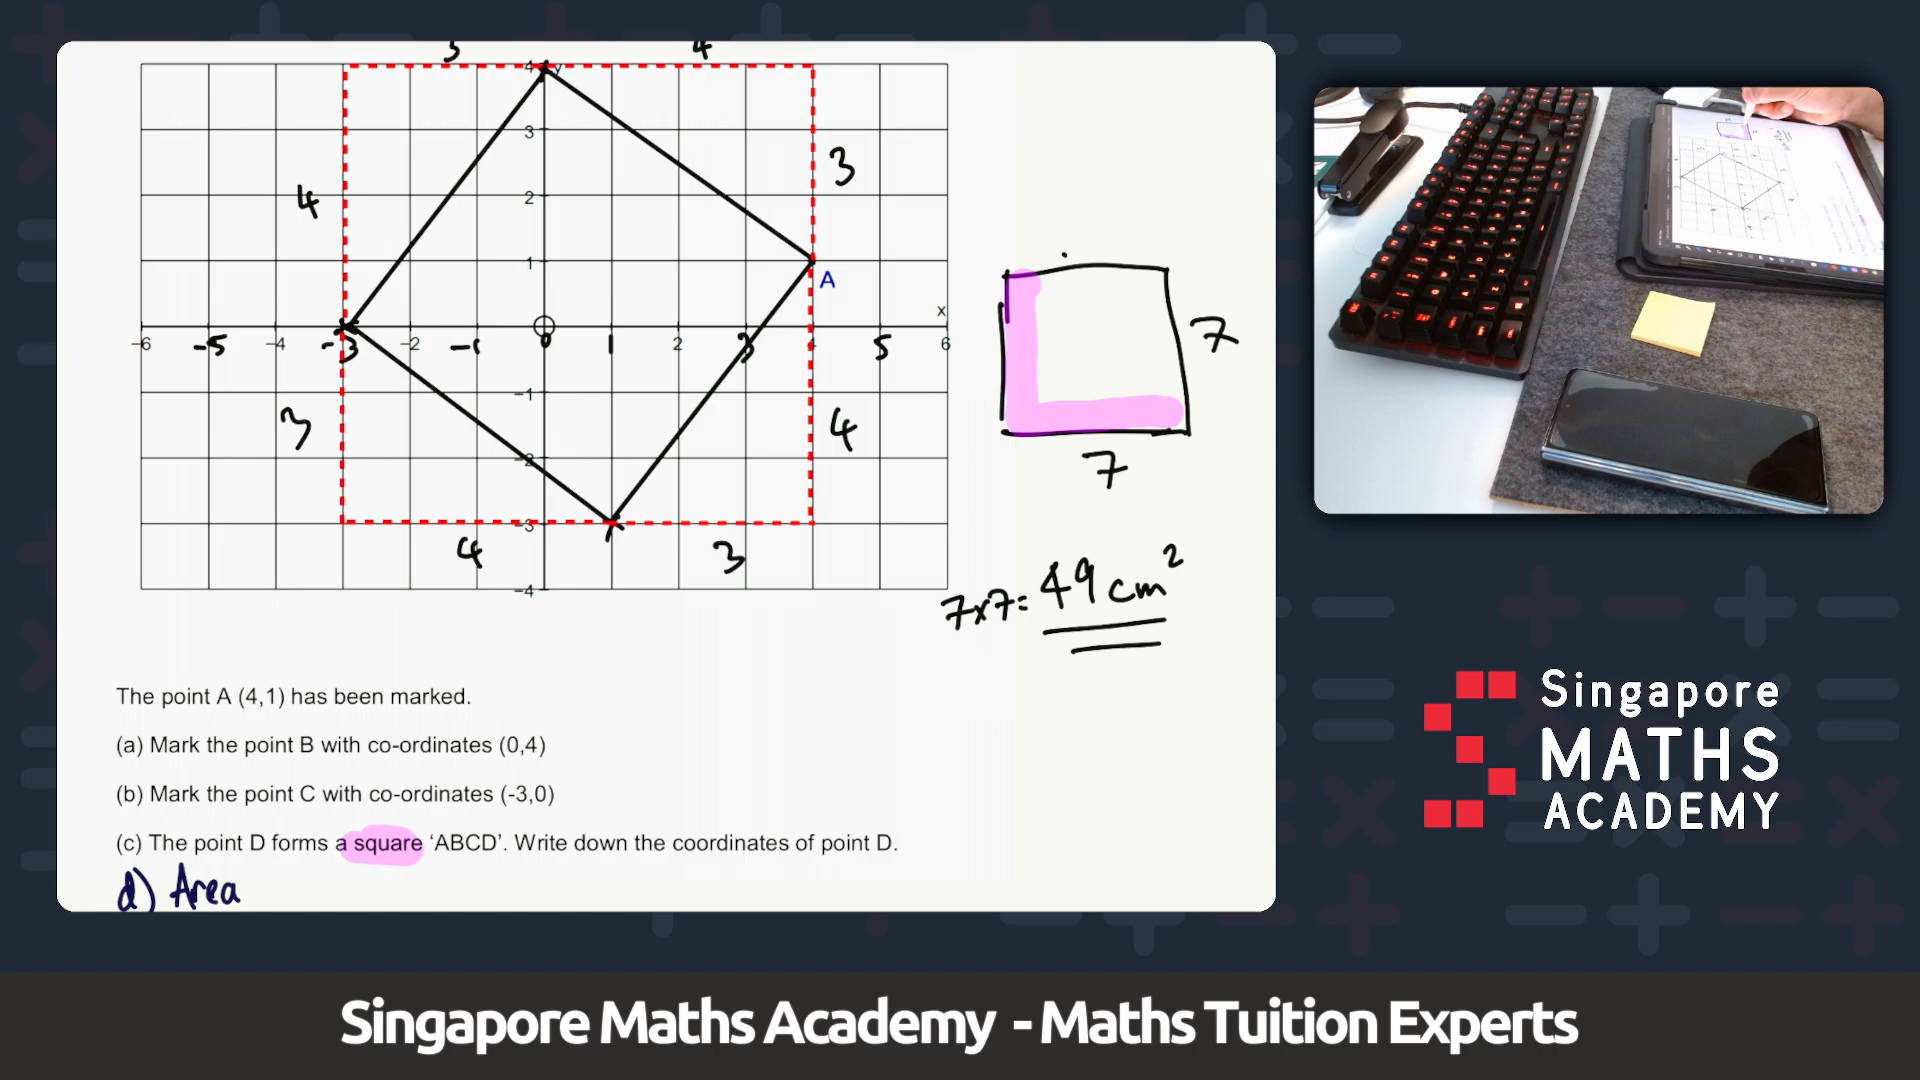 3 4
4 y
3
3
4
2
1
A
7
x
-6 -5 -4 -3 -2 -1 0 1 2 3 4 5 6
-1
3
4
-2
7
-3
4
3
-4
7x7= 49 cm²
The point A (4,1) has been marked.
(a) Mark the point B with co-ordinates (0,4)
(b) Mark the point C with co-ordinates (-3,0)
(c) The point D forms a square ‘ABCD’. Write down the coordinates of point D.
d) Area
Singapore
MATHS
ACADEMY
Singapore Maths Academy - Maths Tuition Experts